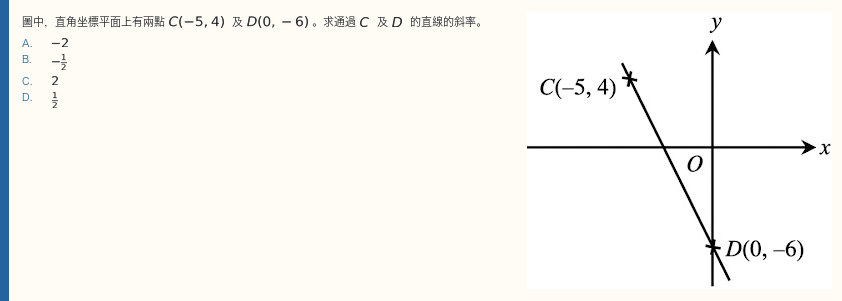 圖中，直角坐標平面上有兩點 C(−5, 4) 及 D(0, − 6) 。求通過 C 及 D 的直線的斜率。
A. −2
B. −1/2
C. 2
D. 1/2
y
C(–5, 4)
x
O
D(0, –6)